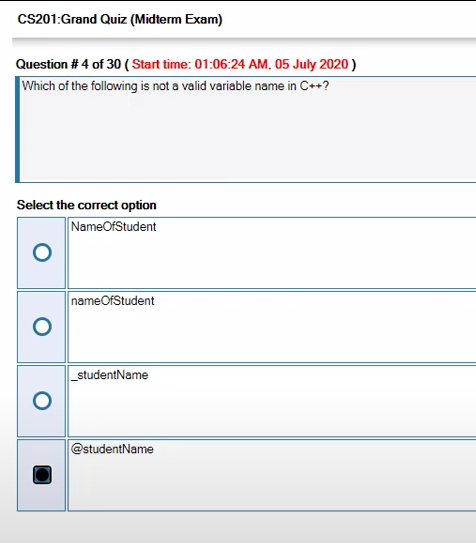 CS201:Grand Quiz (Midterm Exam)
Question # 4 of 30 ( Start time: 01:06:24 AM, 05 July 2020 )
Which of the following is not a valid variable name in C++?
Select the correct option
NameOfStudent
nameOfStudent
_studentName
@studentName